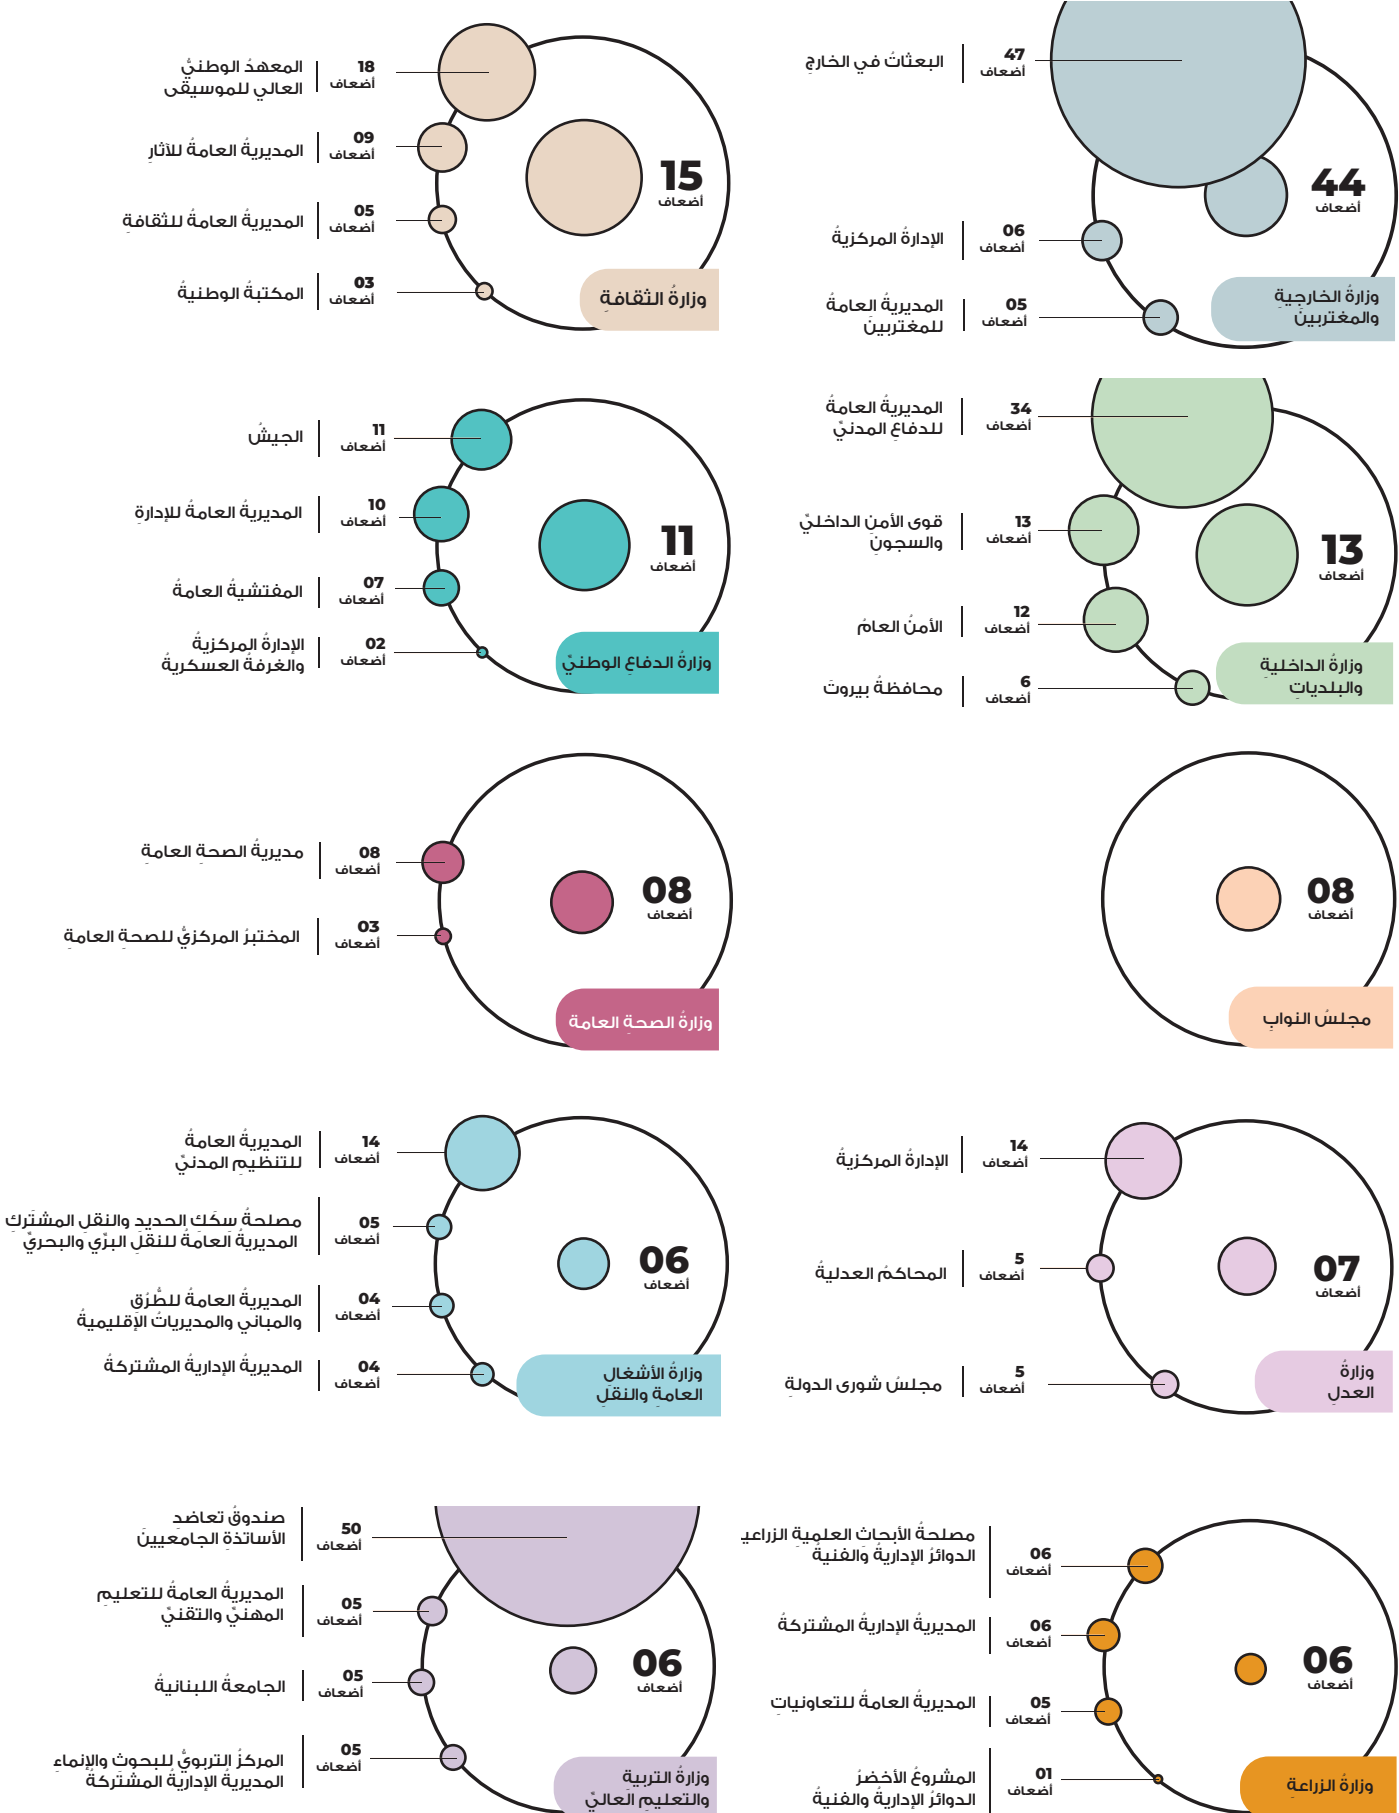 البعثاتُ في الخارجِ
47
أضعاف
44
أضعاف
الإدارةُ المركزيةُ
06
أضعاف
المديريةُ العامةُ
للمغتربينَ
05
أضعاف
وزارةُ الخارجيةِ
والمغتربينَ
المعهدُ الوطنيُّ
العالي للموسيقى
18
أضعاف
المديريةُ العامةُ للآثارِ
09
أضعاف
15
أضعاف
المديريةُ العامةُ للثقافةِ
05
أضعاف
المكتبةُ الوطنيةُ
03
أضعاف
وزارةُ الثقافةِ
المديريةُ العامةُ
للدفاعِ المدنيِّ
34
أضعاف
قوى الأمنِ الداخليِّ
والسجونِ
13
أضعاف
13
أضعاف
الأمنُ العامُ
12
أضعاف
محافظةُ بيروتَ
6
أضعاف
وزارةُ الداخليةِ
والبلدياتِ
الجيشُ
11
أضعاف
المديريةُ العامةُ للإدارةِ
10
أضعاف
11
أضعاف
المفتشيةُ العامةُ
07
أضعاف
الإدارةُ المركزيةُ
والغرفةُ العسكريةُ
02
أضعاف
وزارةُ الدفاعِ الوطنيِّ
08
أضعاف
مجلسُ النوابِ
مديريةُ الصحةِ العامةِ
08
أضعاف
08
أضعاف
المختبرُ المركزيُّ للصحةِ العامةِ
03
أضعاف
وزارةُ الصحةِ العامةِ
الإدارةُ المركزيةُ
14
أضعاف
المحاكمُ العدليةُ
5
أضعاف
07
أضعاف
مجلسُ شورى الدولةِ
5
أضعاف
وزارةُ
العدلِ
المديريةُ العامةُ
للتنظيمِ المدنيِّ
14
أضعاف
مصلحةُ سِكَكِ الحديدِ والنقلِ المشتَركِ
المديريةُ العامةُ للنقلِ البرِّي والبحريِّ
05
أضعاف
06
أضعاف
المديريةُ العامةُ للطُّرُقِ
والمباني والمديرياتُ الإقليميةُ
04
أضعاف
المديريةُ الإداريةُ المشتركةُ
04
أضعاف
وزارةُ الأشغالِ
العامةِ والنقلِ
مصلحةُ الأبحاثِ العلميةِ الزراعي
الدوائرُ الإداريةُ والفنيةُ
06
أضعاف
المديريةُ الإداريةُ المشتركةُ
06
أضعاف
06
أضعاف
المديريةُ العامةُ للتعاونياتِ
05
أضعاف
المشروعُ الأخضرُ
الدوائرُ الإداريةُ والفنيةُ
01
أضعاف
وزارةُ الزراعةِ
صندوقُ تعاضدِ
الأساتذةِ الجامعيينَ
50
أضعاف
المديريةُ العامةُ للتعليمِ
المهنيِّ والتقنيِّ
05
أضعاف
06
أضعاف
الجامعةُ اللبنانيةُ
05
أضعاف
المركزُ التربويُّ للبحوثِ والإنماءِ
المديريةُ الإداريةُ المشتركةُ
05
أضعاف
وزارةُ التربيةِ
والتعليمِ العاليِّ